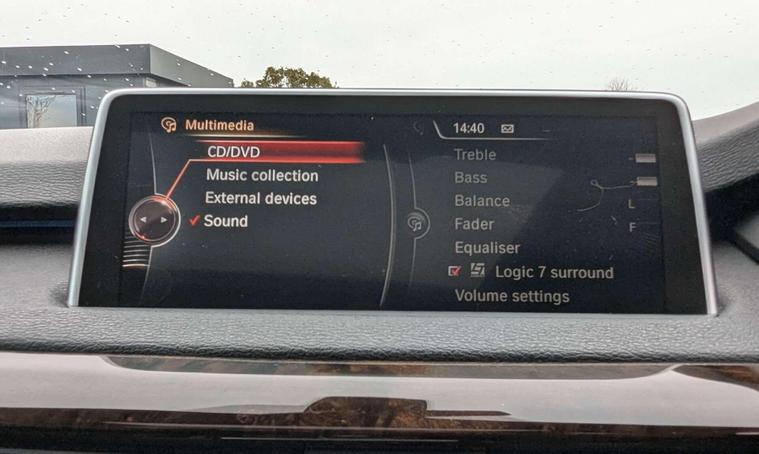 Multimedia
CD/DVD
Music collection
External devices
Sound
14:40
Treble
Bass
Balance
L
Fader
F
Equaliser
Logic 7 surround
Volume settings